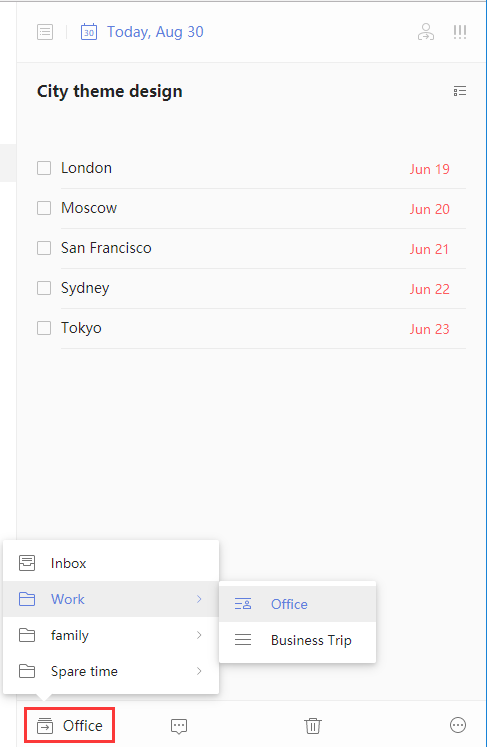 30 Today, Aug 30
City theme design
London Jun 19
Moscow Jun 20
San Francisco Jun 21
Sydney Jun 22
Tokyo Jun 23
Inbox
Work
family
Spare time
Office
Business Trip
Office